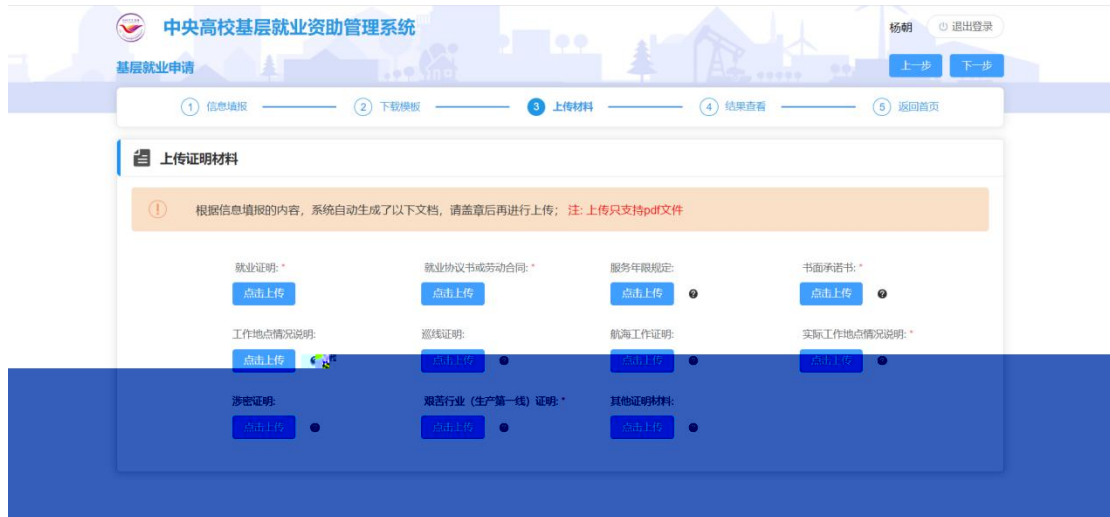 中央高校基层就业资助管理系统
杨朝 退出登录
基层就业申请 上一步 下一步
1 信息填报 2 下载模板 3 上传材料 4 结果查看 5 返回首页
上传证明材料
根据信息填报的内容，系统自动生成了以下文档，请盖章后再进行上传；注: 上传只支持pdf文件
就业证明: * 就业协议书或劳动合同: * 服务年限规定: 书面承诺书: *
点击上传 点击上传 点击上传 点击上传
工作地点情况说明: 巡线证明: 航海工作证明: 实际工作地点情况说明: *
点击上传 点击上传 点击上传 点击上传
涉密证明: 艰苦行业（生产第一线）证明: * 其他证明材料:
点击上传 点击上传 点击上传